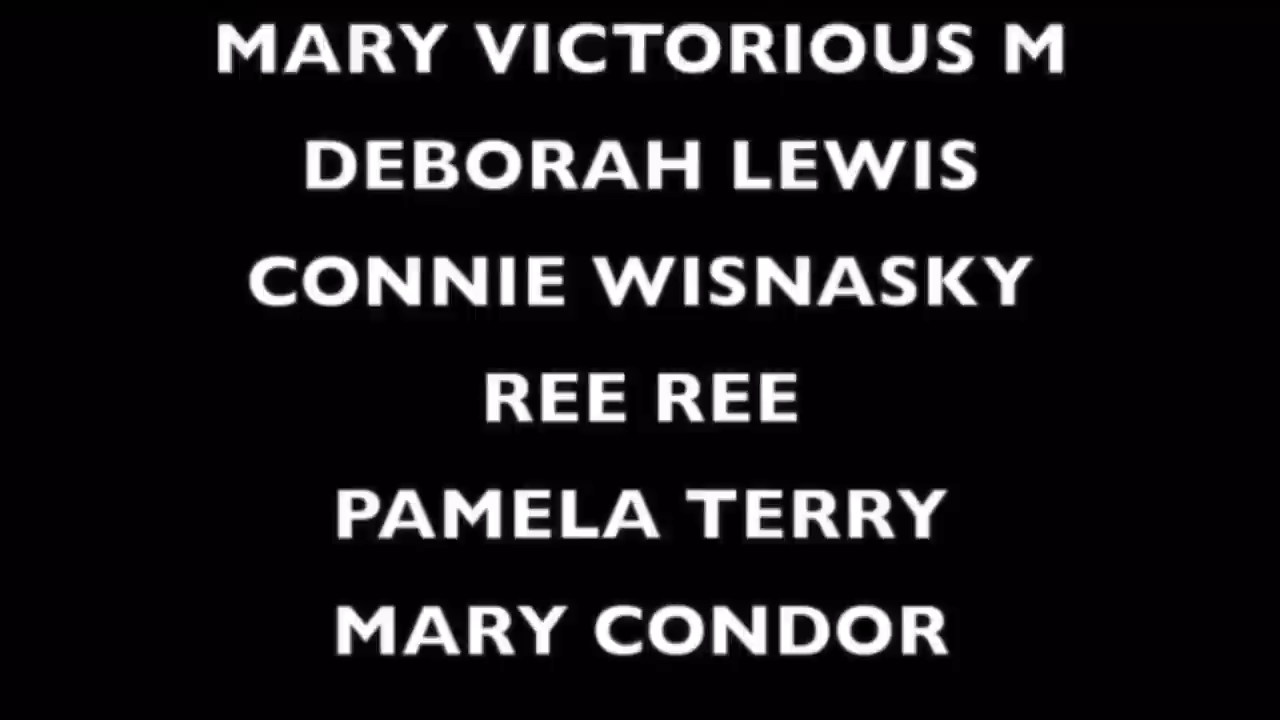 MARY VICTORIOUS M
DEBORAH LEWIS
CONNIE WISNASKY
REE REE
PAMELA TERRY
MARY CONDOR